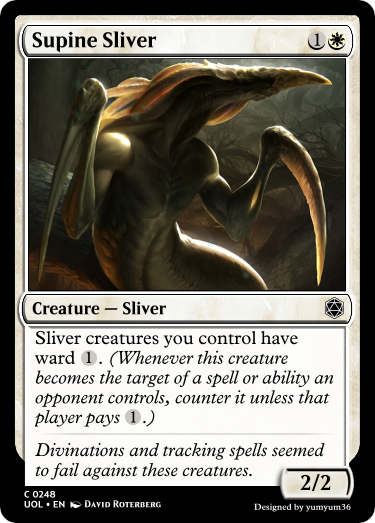 Supine Sliver 1
Creature — Sliver
Sliver creatures you control have
ward 1. (Whenever this creature
becomes the target of a spell or ability an
opponent controls, counter it unless that
player pays 1.)
Divinations and tracking spells seemed
to fail against these creatures.
2/2
C 0248
UOL • EN David Roterberg
Designed by yumyum36